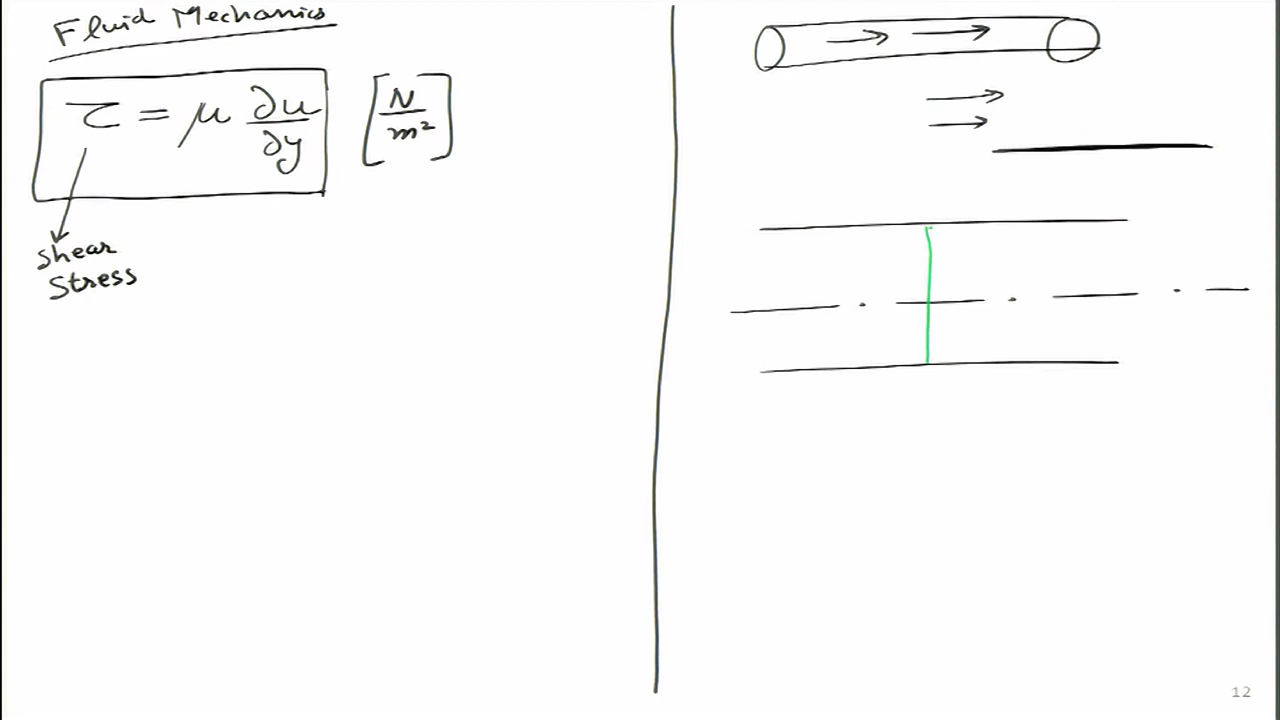 Fluid Mechanics
τ = μ ∂u/∂y [N/m²]
shear
stress
12